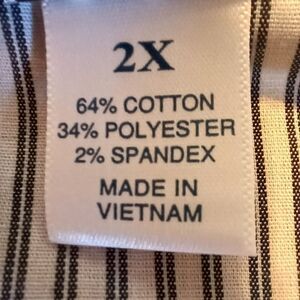 2X
64% COTTON
34% POLYESTER
2% SPANDEX
MADE IN
VIETNAM